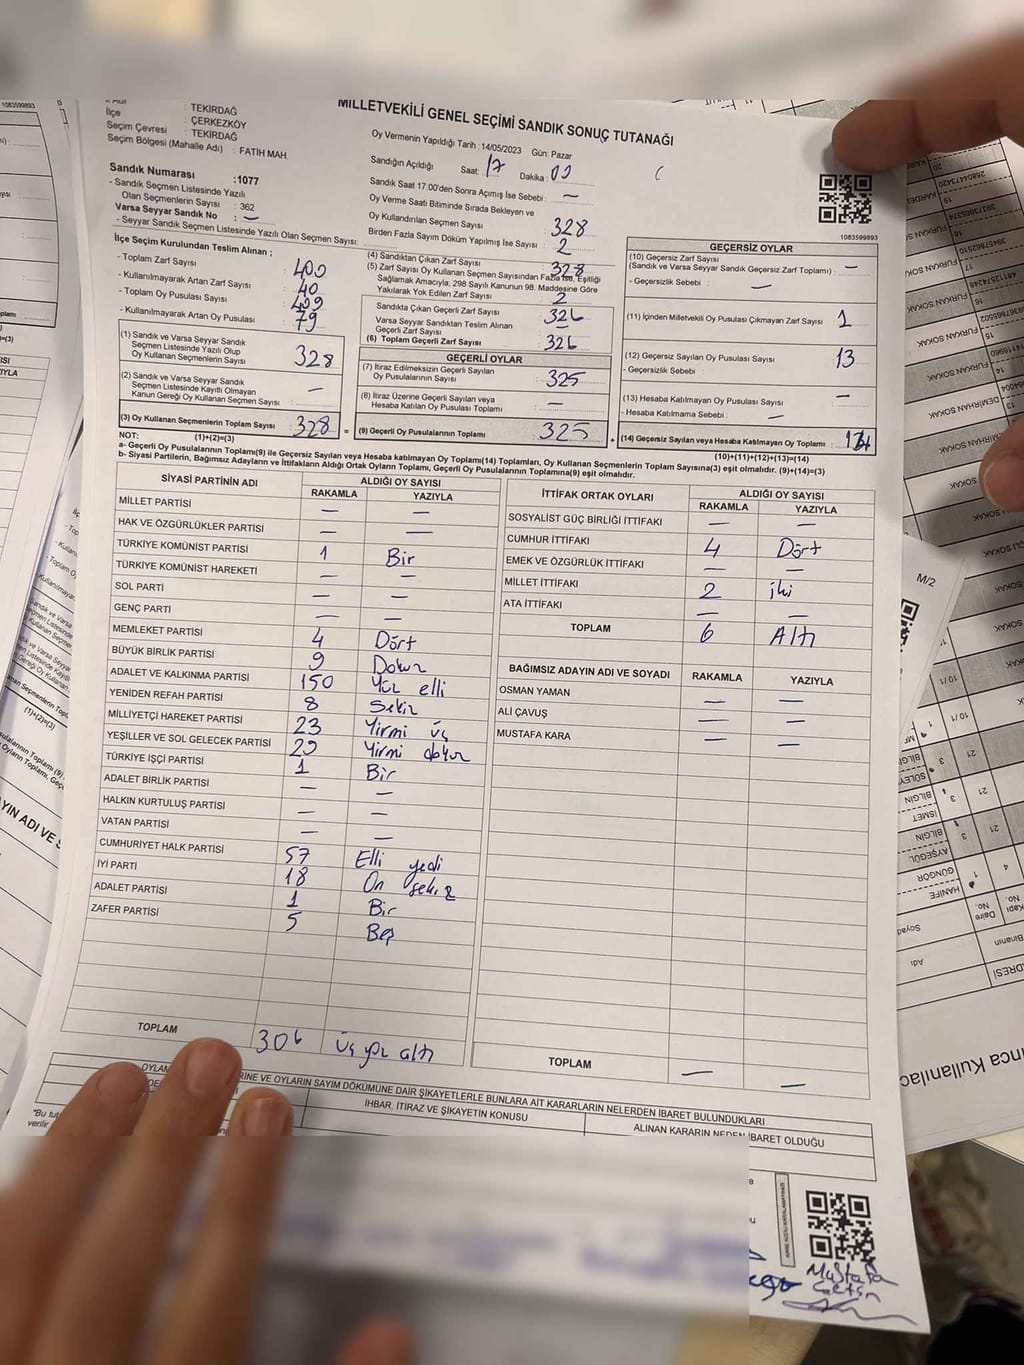 MİLLETVEKİLİ GENEL SEÇİMİ SANDIK SONUÇ TUTANAĞI
: TEKİRDAĞ
İlçe : ÇERKEZKÖY
Seçim Çevresi : TEKİRDAĞ
Seçim Bölgesi (Mahalle Adı) : FATİH MAH.
Sandık Numarası :1077
- Sandık Seçmen Listesinde Yazılı
Olan Seçmenlerin Sayısı : 362
Varsa Seyyar Sandık No : —
- Seyyar Sandık Seçmen Listesinde Yazılı Olan Seçmen Sayısı:
Oy Vermenin Yapıldığı Tarih :14/05/2023 Gün: Pazar
Sandığın Açıldığı Saat: 17 Dakika:
Sandık Saat 17.00'den Sonra Açımış İse Sebebi : —
Oy Verme Saati Bitiminde Sırada Bekleyen ve
Oy Kullandırılan Seçmen Sayısı : 328
Birden Fazla Sayım Döküm Yapılmış İse Sayısı : 2
1083599893
İlçe Seçim Kurulundan Teslim Alınan ;
- Toplam Zarf Sayısı : 400
- Kullanılmayarak Artan Zarf Sayısı : 40
- Toplam Oy Pusulası Sayısı :
- Kullanılmayarak Artan Oy Pusulası : 79
(1) Sandık ve Varsa Seyyar Sandık
Seçmen Listesinde Yazılı Olup
Oy Kullanan Seçmenlerin Sayısı : 328
(2) Sandık ve Varsa Seyyar Sandık
Seçmen Listesinde Kayıtlı Olmayan
Kanun Gereği Oy Kullanan Seçmen Sayısı : —
(3) Oy Kullanan Seçmenlerin Toplam Sayısı : 328
(1)+(2)=(3)
(4) Sandıktan Çıkan Zarf Sayısı : 328
(5) Zarf Sayısı Oy Kullanan Seçmen Sayısından Fazla İse, Eşitliği
Sağlamak Amacıyla; 298 Sayılı Kanunun 98. Maddesine Göre
Yakılarak Yok Edilen Zarf Sayısı : 2
Sandıkta Çıkan Geçerli Zarf Sayısı : 326
Varsa Seyyar Sandıktan Teslim Alınan
Geçerli Zarf Sayısı : —
(6) Toplam Geçerli Zarf Sayısı : 326
GEÇERLİ OYLAR
(7) İtiraz Edilmeksizin Geçerli Sayılan
Oy Pusulalarının Sayısı : 325
(8) İtiraz Üzerine Geçerli Sayılan veya
Hesaba Katılan Oy Pusulası Toplamı : —
= (9) Geçerli Oy Pusulalarının Toplamı : 325
GEÇERSİZ OYLAR
(10) Geçersiz Zarf Sayısı
(Sandık ve Varsa Seyyar Sandık Geçersiz Zarf Toplamı) : —
- Geçersizlik Sebebi : —
(11) İçinden Milletvekili Oy Pusulası Çıkmayan Zarf Sayısı : 1
(12) Geçersiz Sayılan Oy Pusulası Sayısı : 13
- Geçersizlik Sebebi :
(13) Hesaba Katılmayan Oy Pusulası Sayısı : —
- Hesaba Katılmama Sebebi : —
+ (14) Geçersiz Sayılan veya Hesaba Katılmayan Oy Toplamı :
(10)+(11)+(12)+(13)=(14)
NOT:
a- Geçerli Oy Pusulalarının Toplamı(9) ile Geçersiz Sayılan veya Hesaba Katılmayan Oy Toplamı(14) Toplamları, Oy Kullanan Seçmenlerin Toplam Sayısına(3) eşit olmalıdır. (9)+(14)=(3)
b- Siyasi Partilerin, Bağımsız Adayların ve İttifakların Aldığı Ortak Oyların Toplamı, Geçerli Oy Pusulalarının Toplamına(9) eşit olmalıdır.
SİYASİ PARTİNİN ADI ALDIĞI OY SAYISI
RAKAMLA YAZIYLA
MİLLET PARTİSİ — —
HAK VE ÖZGÜRLÜKLER PARTİSİ — —
TÜRKİYE KOMÜNİST PARTİSİ 1 Bir
TÜRKİYE KOMÜNİST HAREKETİ — —
SOL PARTİ — —
GENÇ PARTİ — —
MEMLEKET PARTİSİ 4 Dört
BÜYÜK BİRLİK PARTİSİ 9 Dokuz
ADALET VE KALKINMA PARTİSİ 150 Yüz elli
YENİDEN REFAH PARTİSİ 8 Sekiz
MİLLİYETÇİ HAREKET PARTİSİ 23 Yirmi üç
YEŞİLLER VE SOL GELECEK PARTİSİ 29 Yirmi dokuz
TÜRKİYE İŞÇİ PARTİSİ 1 Bir
ADALET BİRLİK PARTİSİ — —
HALKIN KURTULUŞ PARTİSİ — —
VATAN PARTİSİ — —
CUMHURİYET HALK PARTİSİ 57 Elli yedi
İYİ PARTİ 18 On sekiz
ADALET PARTİSİ 1 Bir
ZAFER PARTİSİ 5 Beş
TOPLAM 306 üç yüz altı
İTTİFAK ORTAK OYLARI ALDIĞI OY SAYISI
RAKAMLA YAZIYLA
SOSYALİST GÜÇ BİRLİĞİ İTTİFAKI — —
CUMHUR İTTİFAKI 4 Dört
EMEK VE ÖZGÜRLÜK İTTİFAKI — —
MİLLET İTTİFAKI 2 iki
ATA İTTİFAKI — —
TOPLAM 6 Altı
BAĞIMSIZ ADAYIN ADI VE SOYADI RAKAMLA YAZIYLA
OSMAN YAMAN — —
ALİ ÇAVUŞ — —
MUSTAFA KARA — —
TOPLAM — —
RİNE VE OYLARIN SAYIM DÖKÜMÜNE DAİR ŞİKAYETLERLE BUNLARA AİT KARARLARIN NELERDEN İBARET BULUNDUKLARI
İHBAR, İTİRAZ VE ŞİKAYETİN KONUSU
ALINAN KARARIN NEDEN İBARET OLDUĞU
Mustafa
Çetin
M/2